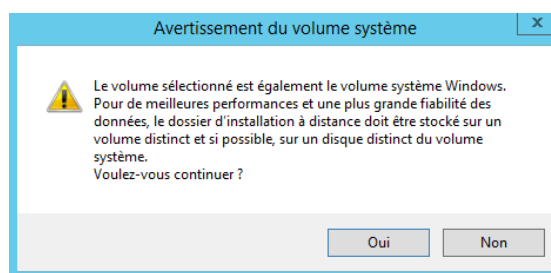 Avertissement du volume système
x
Le volume sélectionné est également le volume système Windows.
Pour de meilleures performances et une plus grande fiabilité des
données, le dossier d'installation à distance doit être stocké sur un
volume distinct et si possible, sur un disque distinct du volume
système.
Voulez-vous continuer ?
Oui
Non